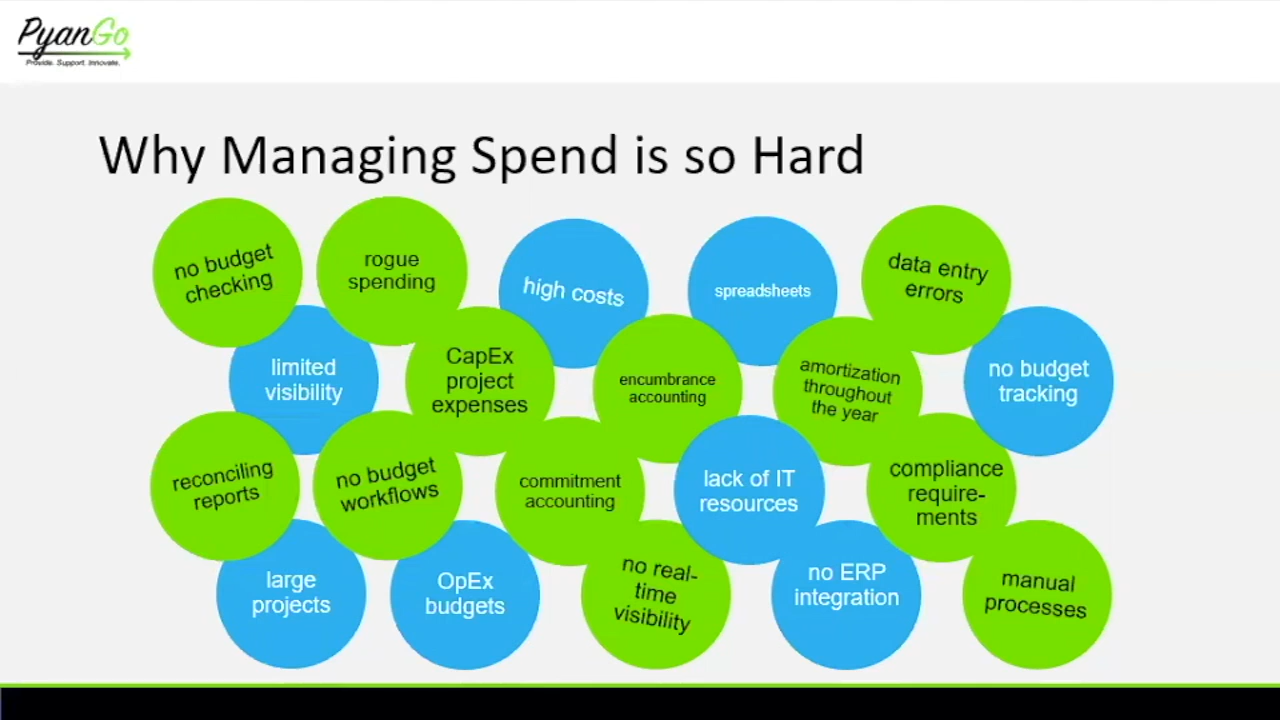 PyanGo
Provide. Support. Innovate.
Why Managing Spend is so Hard
no budget
checking
rogue
spending
high costs
spreadsheets
data entry
errors
limited
visibility
CapEx
project
expenses
encumbrance
accounting
amortization
throughout
the year
no budget
tracking
reconciling
reports
no budget
workflows
commitment
accounting
lack of IT
resources
compliance
require-
ments
large
projects
OpEx
budgets
no real-
time
visibility
no ERP
integration
manual
processes